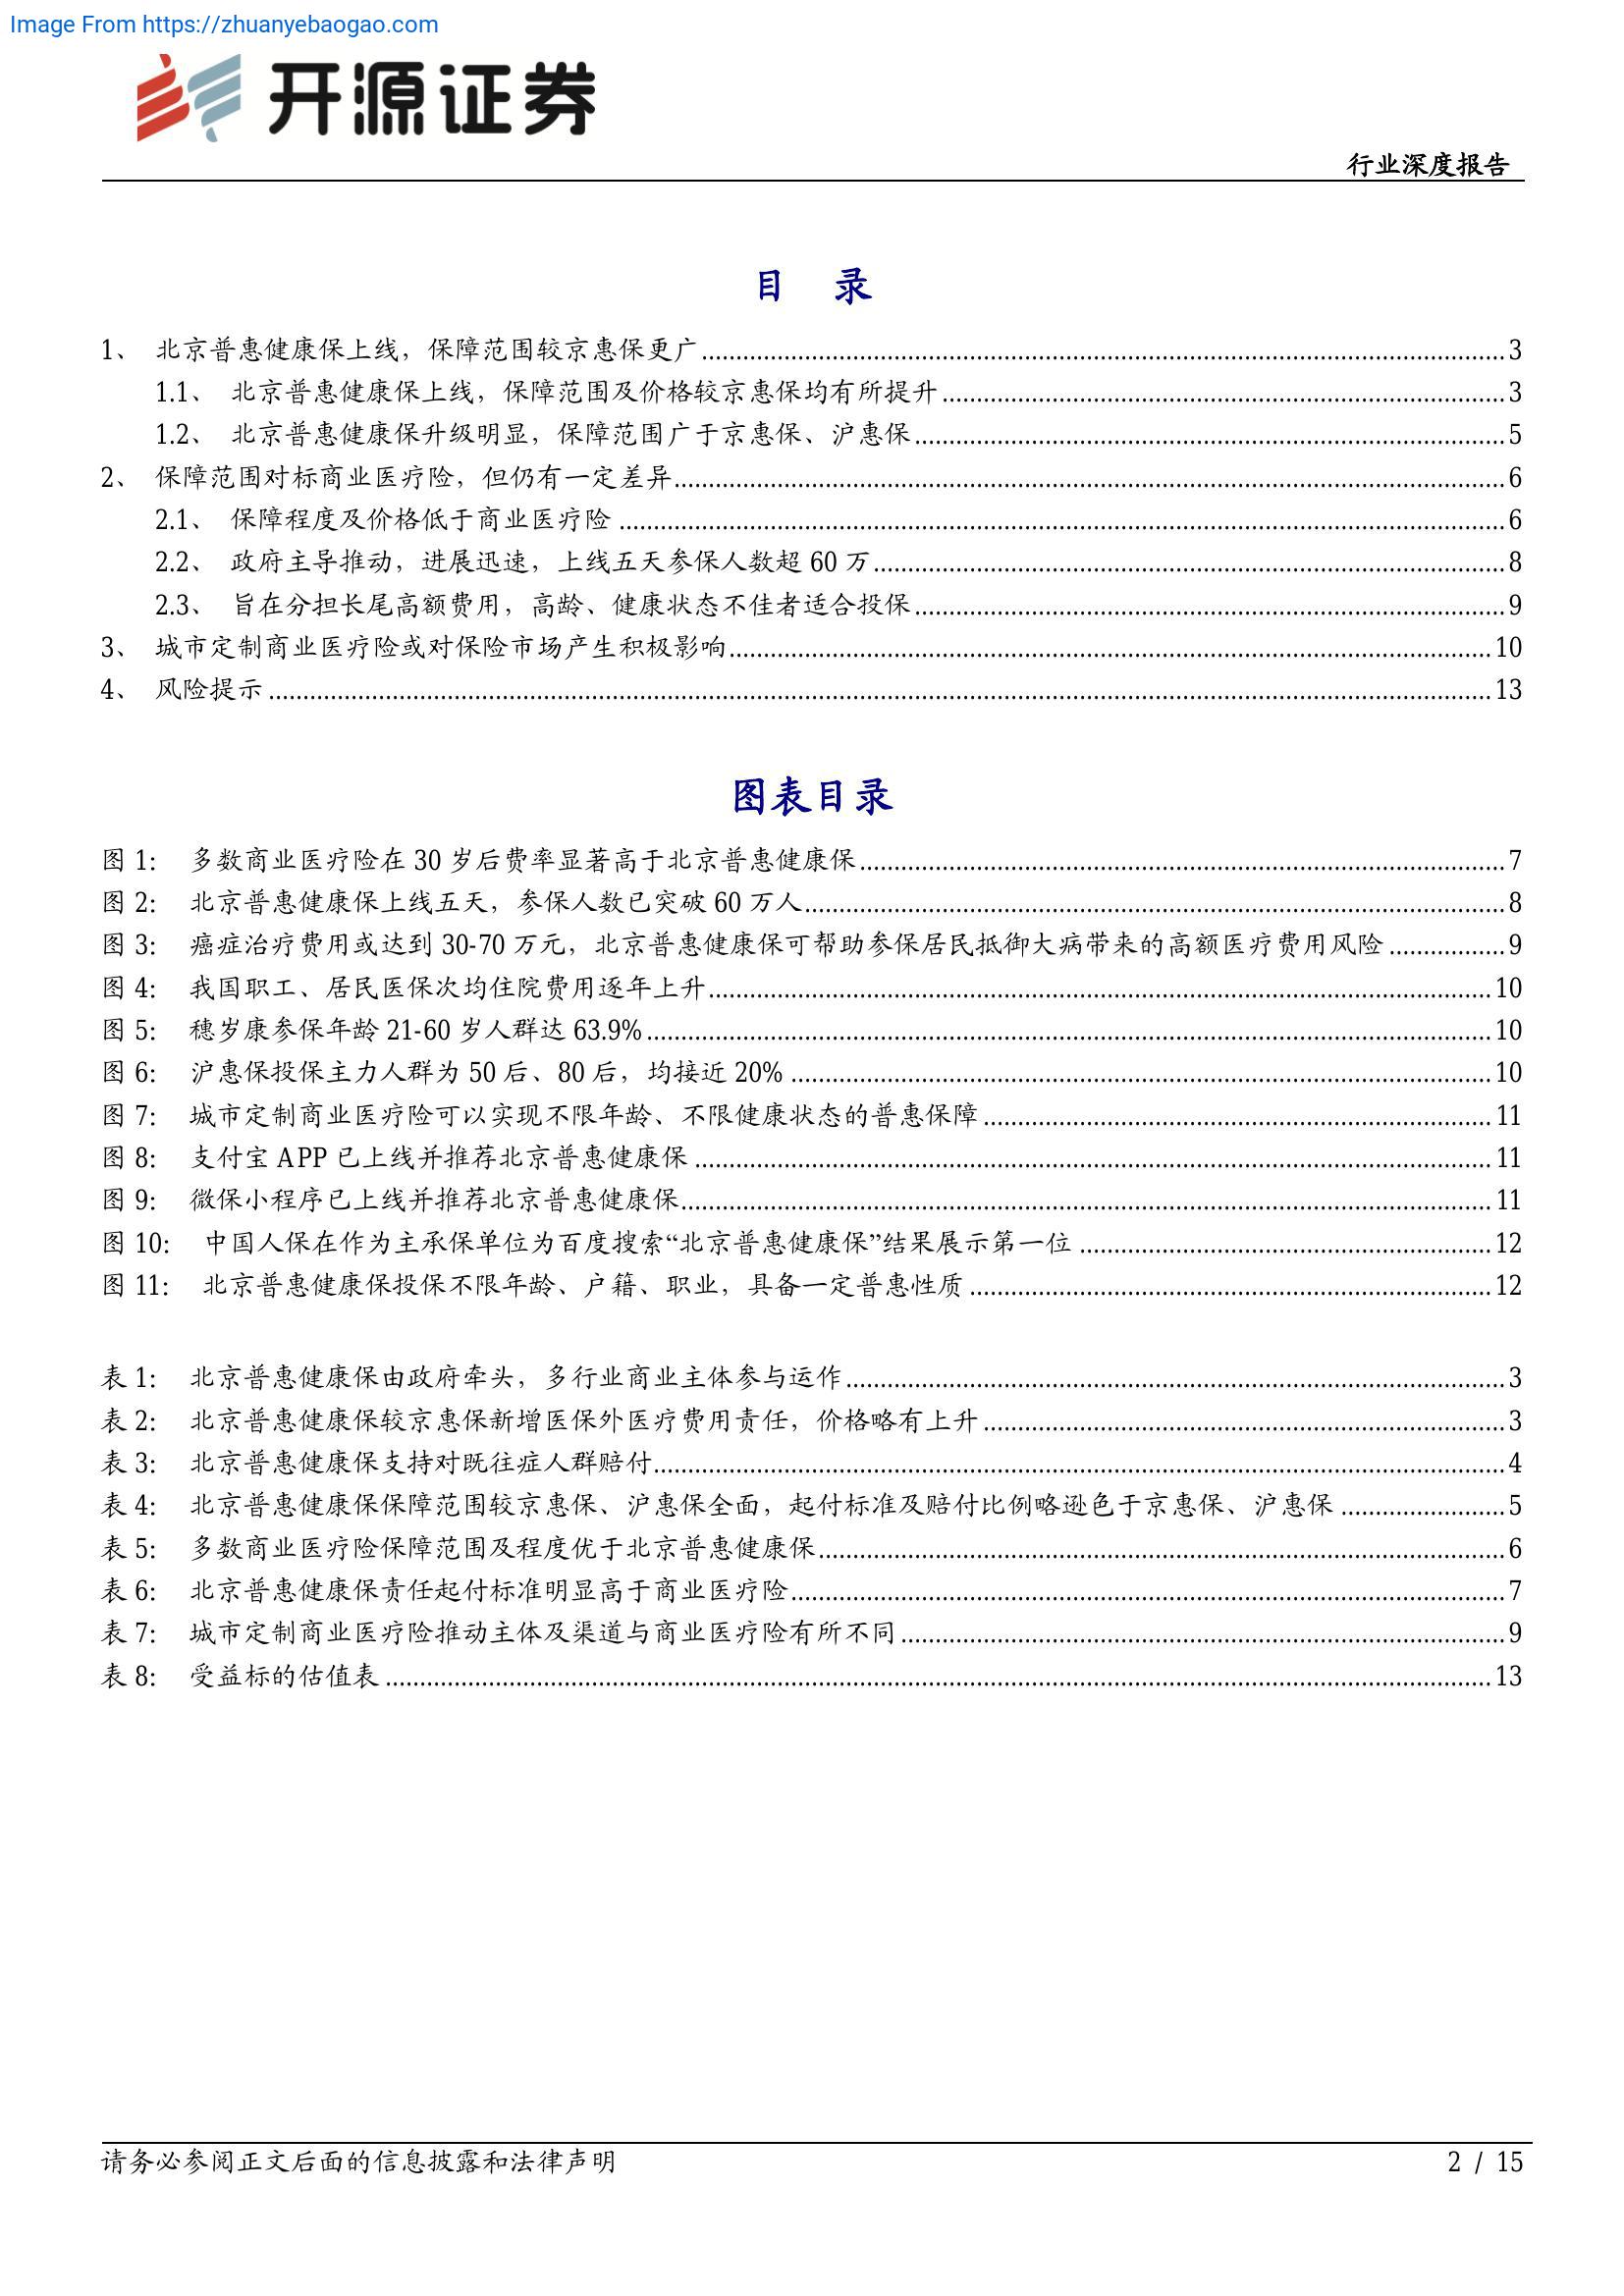 Image From https://zhuanyebaogao.com
开源证券
行业深度报告
目 录
1、 北京普惠健康保上线，保障范围较京惠保更广 3
1.1、 北京普惠健康保上线，保障范围及价格较京惠保均有所提升 3
1.2、 北京普惠健康保升级明显，保障范围广于京惠保、沪惠保 5
2、 保障范围对标商业医疗险，但仍有一定差异 6
2.1、 保障程度及价格低于商业医疗险 6
2.2、 政府主导推动，进展迅速，上线五天参保人数超 60 万 8
2.3、 旨在分担长尾高额费用，高龄、健康状态不佳者适合投保 9
3、 城市定制商业医疗险或对保险市场产生积极影响 10
4、 风险提示 13
图表目录
图 1： 多数商业医疗险在 30 岁后费率显著高于北京普惠健康保 7
图 2： 北京普惠健康保上线五天，参保人数已突破 60 万人 8
图 3： 癌症治疗费用或达到 30-70 万元，北京普惠健康保可帮助参保居民抵御大病带来的高额医疗费用风险 9
图 4： 我国职工、居民医保次均住院费用逐年上升 10
图 5： 穗岁康参保年龄 21-60 岁人群达 63.9% 10
图 6： 沪惠保投保主力人群为 50 后、80 后，均接近 20% 10
图 7： 城市定制商业医疗险可以实现不限年龄、不限健康状态的普惠保障 11
图 8： 支付宝 APP 已上线并推荐北京普惠健康保 11
图 9： 微保小程序已上线并推荐北京普惠健康保 11
图 10： 中国人保在作为主承保单位为百度搜索“北京普惠健康保”结果展示第一位 12
图 11： 北京普惠健康保投保不限年龄、户籍、职业，具备一定普惠性质 12
表 1： 北京普惠健康保由政府牵头，多行业商业主体参与运作 3
表 2： 北京普惠健康保较京惠保新增医保外医疗费用责任，价格略有上升 3
表 3： 北京普惠健康保支持对既往症人群赔付 4
表 4： 北京普惠健康保保障范围较京惠保、沪惠保全面，起付标准及赔付比例略逊色于京惠保、沪惠保 5
表 5： 多数商业医疗险保障范围及程度优于北京普惠健康保 6
表 6： 北京普惠健康保责任起付标准明显高于商业医疗险 7
表 7： 城市定制商业医疗险推动主体及渠道与商业医疗险有所不同 9
表 8： 受益标的估值表 13
请务必参阅正文后面的信息披露和法律声明 2 / 15